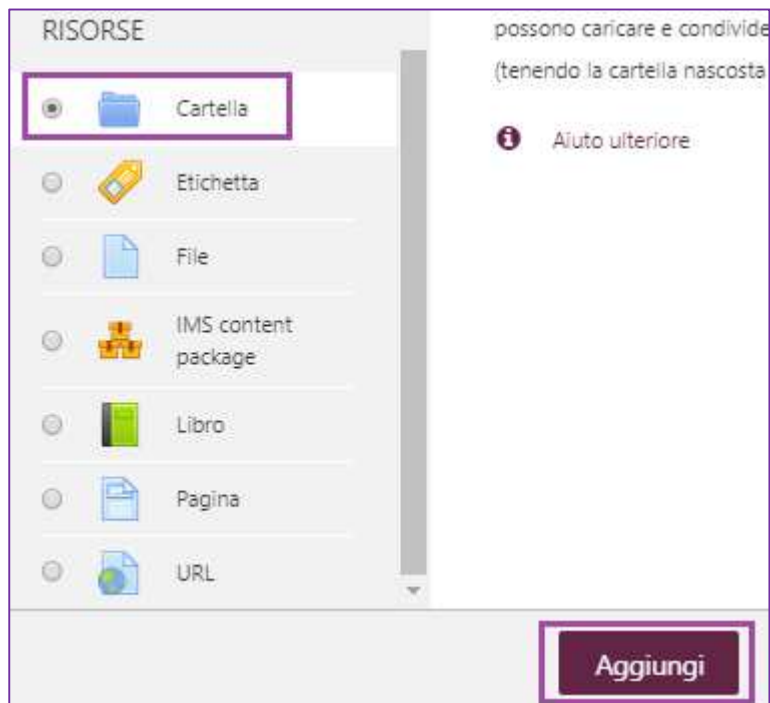 RISORSE
Cartella
Etichetta
File
IMS content
package
Libro
Pagina
URL
possono caricare e condivide
(tenendo la cartella nascosta
Aiuto ulteriore
Aggiungi